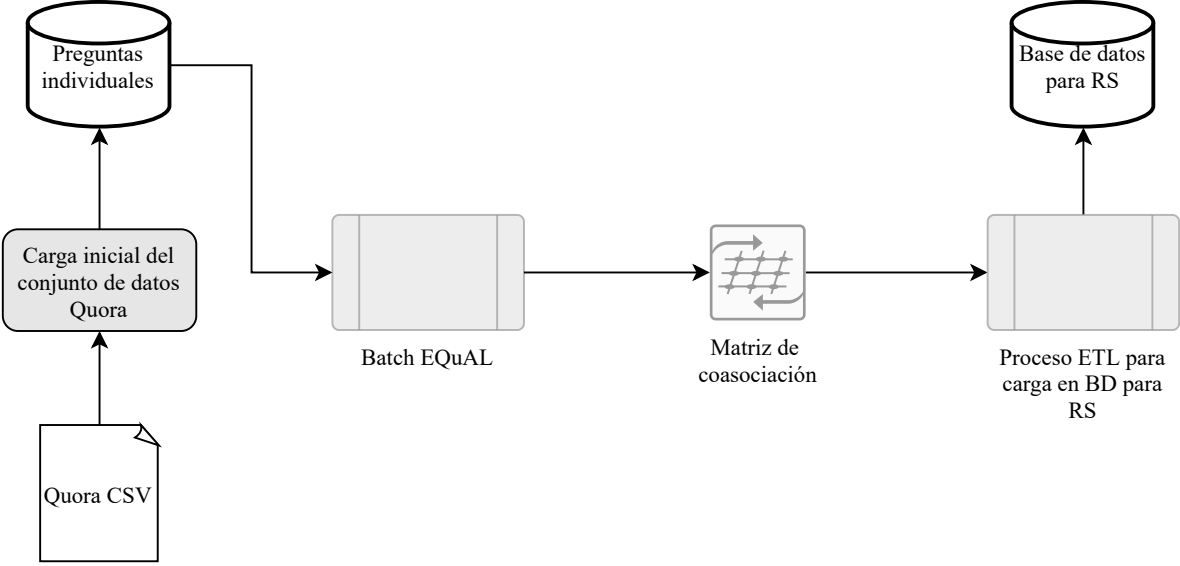 Preguntas
individuales
Base de datos
para RS
Carga inicial del
conjunto de datos
Quora
Batch EQuAL
Matriz de
coasociación
Proceso ETL para
carga en BD para
RS
Quora CSV